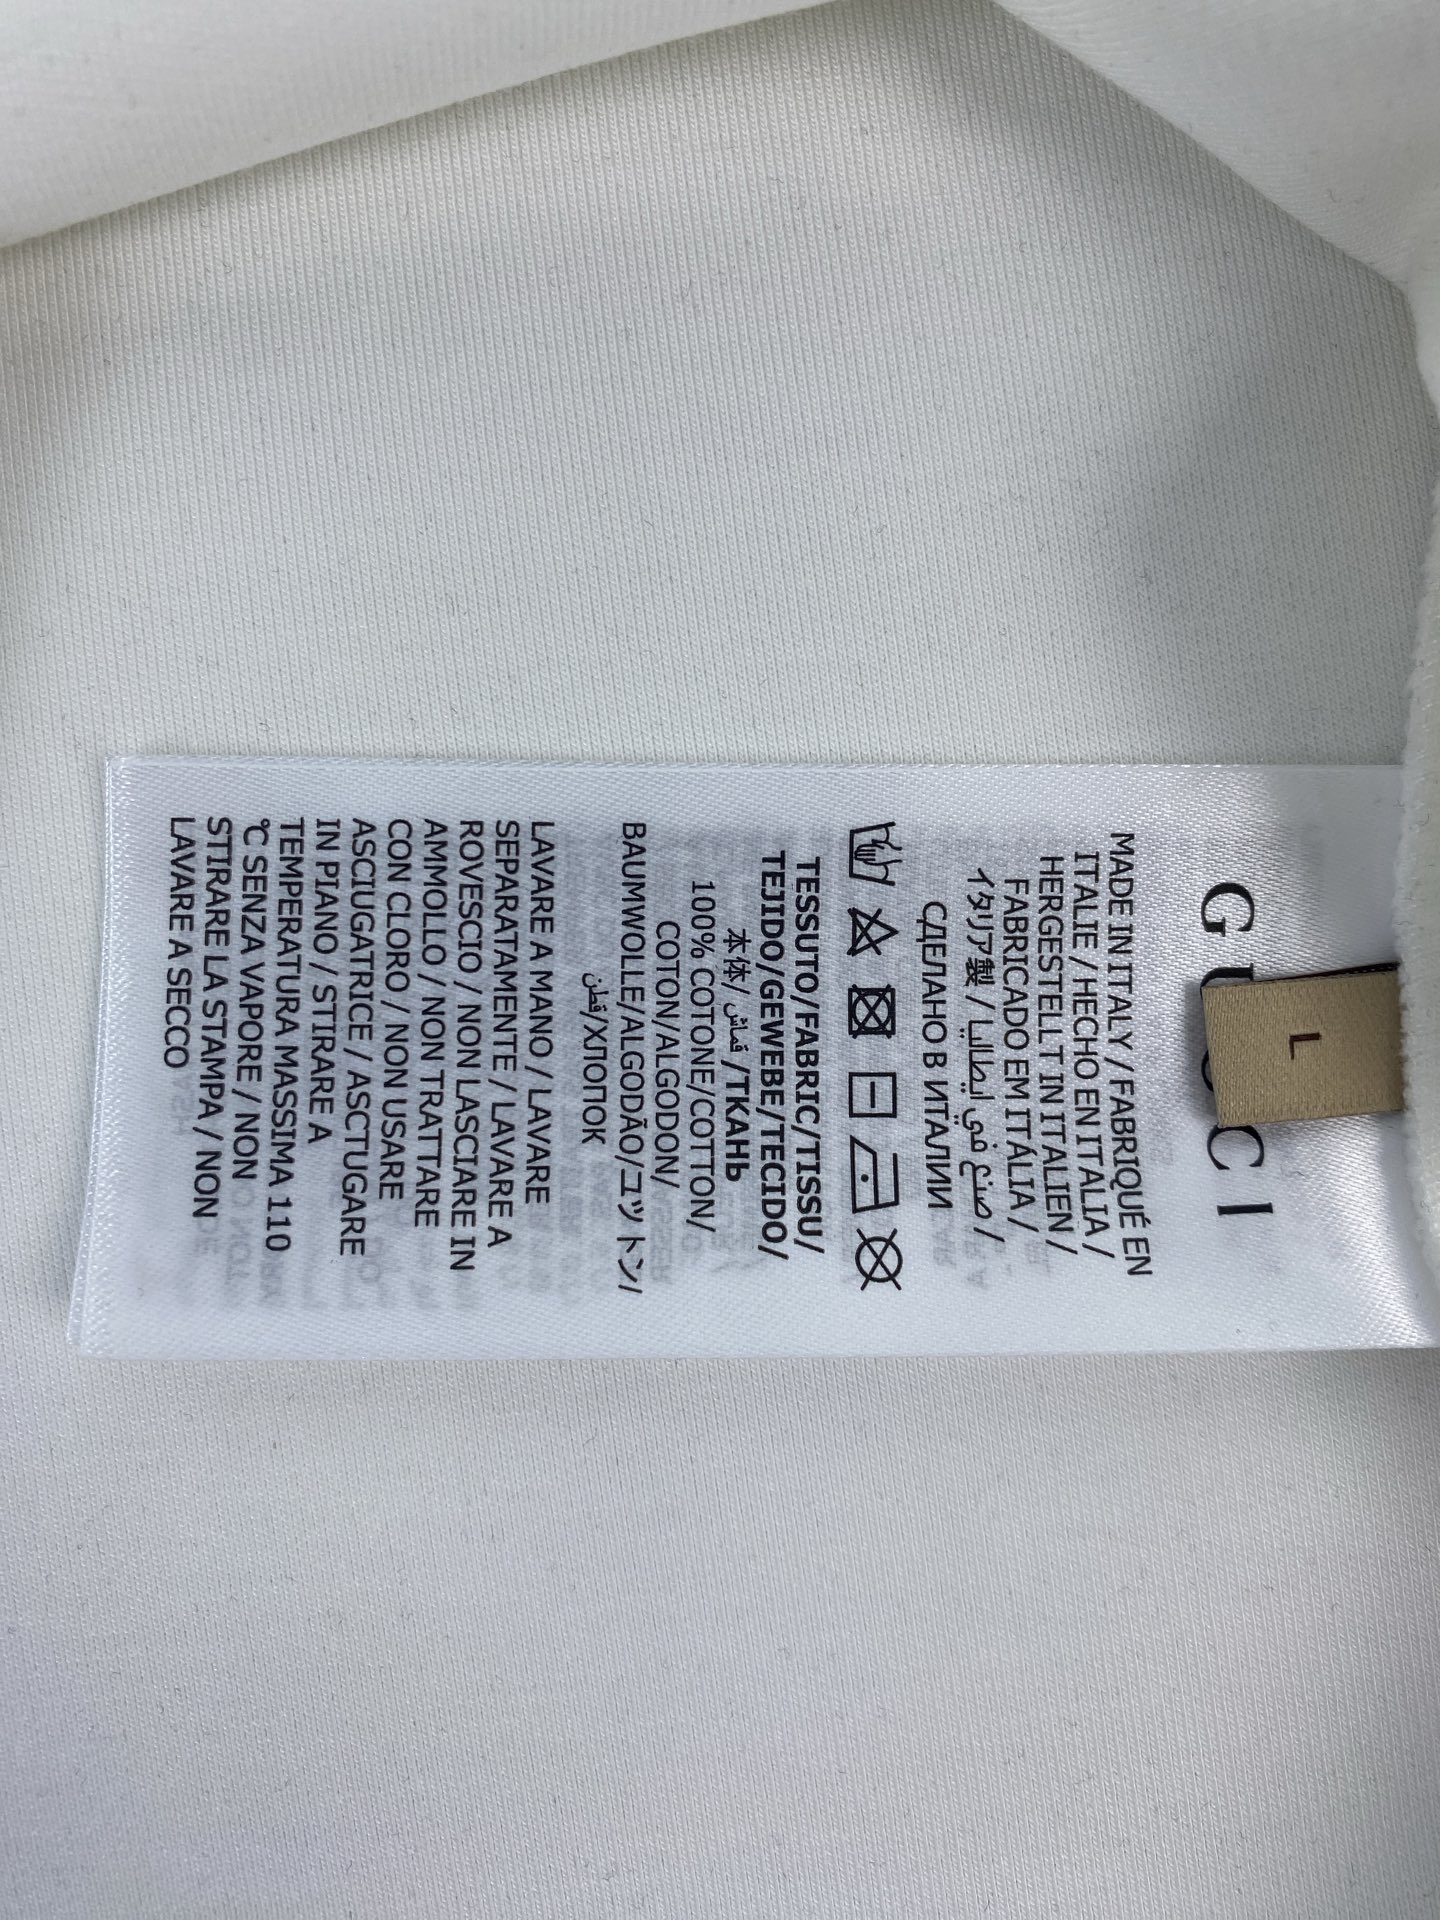 GUCCI
L
MADE IN ITALY / FABRIQUÉ EN
ITALIE / HECHO EN ITALIA /
HERGESTELLT IN ITALIEN /
FABRICADO EM ITÁLIA /
イタリア製 / صنع في ايطاليا /
СДЕЛАНО В ИТАЛИИ
TESSUTO/FABRIC/TISSU/
TEJIDO/GEWEBE/TECIDO/
本体/ قماش /ТКАНЬ
100% COTONE/COTTON/
COTON/ALGODON/
BAUMWOLLE/ALGODÃO/コットン/
قطن/ХЛОПОК
LAVARE A MANO / LAVARE
SEPARATAMENTE / LAVARE A
ROVESCIO / NON LASCIARE IN
AMMOLLO / NON TRATTARE
CON CLORO / NON USARE
ASCIUGATRICE / ASCTUGARE
IN PIANO / STIRARE A
TEMPERATURA MASSIMA 110
℃ SENZA VAPORE / NON
STIRARE LA STAMPA / NON
LAVARE A SECCO